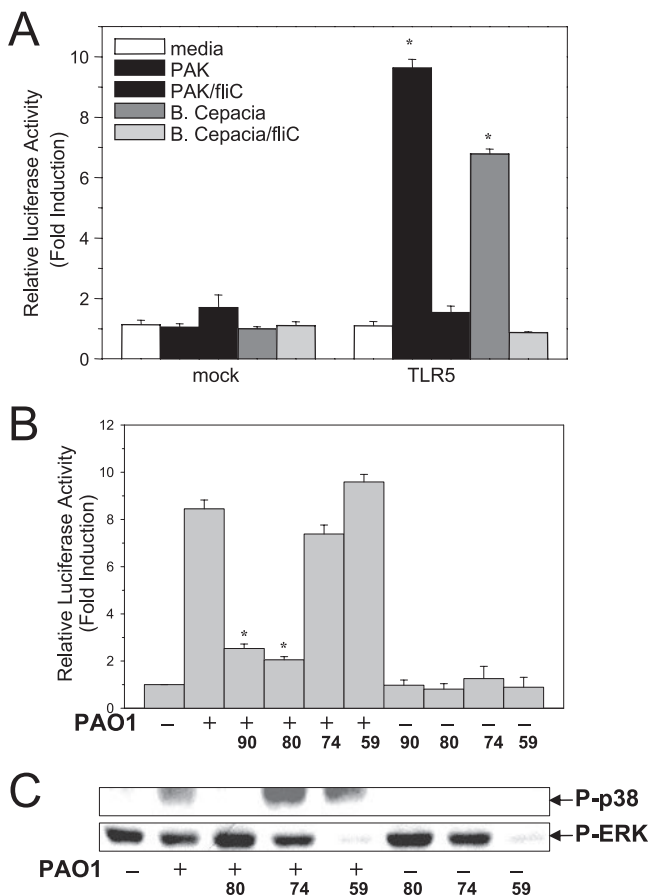 A
Relative luciferase Activity
(Fold Induction)
10
8
6
4
2
0
media
PAK
PAK/fliC
B. Cepacia
B. Cepacia/fliC
*
*
mock TLR5
B
Relative Luciferase Activity
(Fold Induction)
12
10
8
6
4
2
0
* *
PAO1 – + + + + + – – – –
90 80 74 59 90 80 74 59
C
P-p38
P-ERK
PAO1 – + + + + – – –
80 74 59 80 74 59